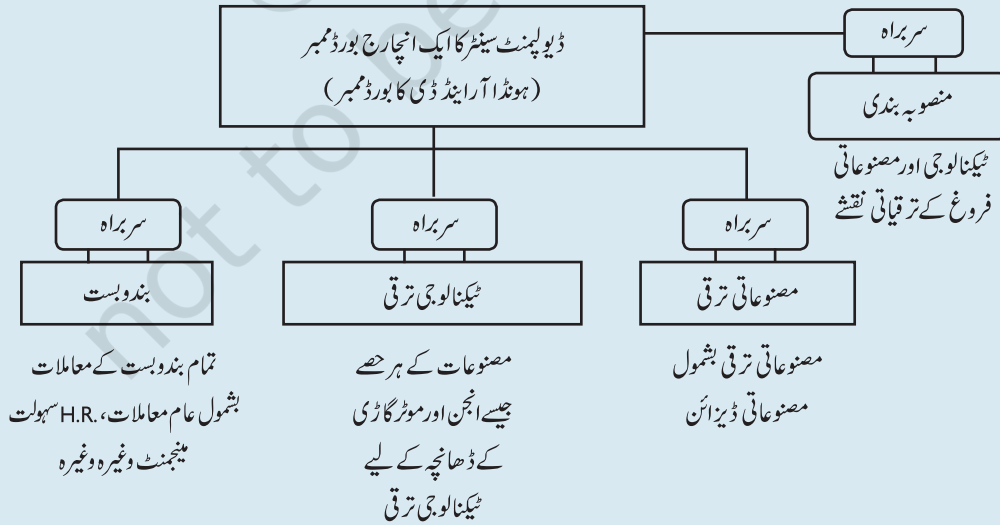 ڈیولپمنٹ سینٹر کا ایک انچارج بورڈ ممبر
(ہونڈا آر اینڈ ڈی کا بورڈ ممبر)
سربراہ
منصوبہ بندی
ٹیکنالوجی اور مصنوعاتی
فروغ کے ترقیاتی نقشے
سربراہ
مصنوعاتی ترقی
مصنوعاتی ترقی بشمول
مصنوعاتی ڈیزائن
سربراہ
ٹیکنالوجی ترقی
مصنوعات کے ہر حصے
جیسے انجن اور موٹر گاڑی
کے ڈھانچہ کے لیے
ٹیکنالوجی ترقی
سربراہ
بندوبست
تمام بندوبست کے معاملات
بشمول عام معاملات، H.R. سہولت
مینجمنٹ وغیرہ وغیرہ
not to be